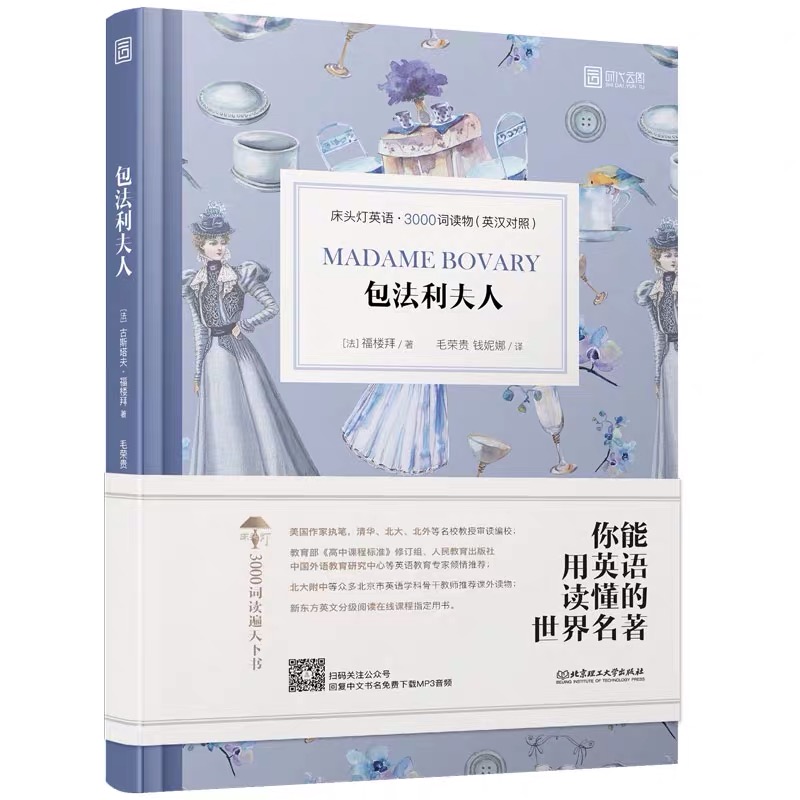 包法利夫人
［法］古斯塔夫·福楼拜 著
毛荣贵
时代云图
SHI DAI YUN TU
床头灯英语·3000词读物（英汉对照）
MADAME BOVARY
包法利夫人
［法］福楼拜／著 毛荣贵 钱妮娜／译
床头灯
3000词读遍天下书
美国作家执笔，清华、北大、北外等名校教授审读编校；
教育部《高中课程标准》修订组、人民教育出版社
中国外语教育研究中心等英语教育专家倾情推荐；
北大附中等众多北京市英语学科骨干教师推荐课外读物；
新东方英文分级阅读在线课程指定用书。
你能
用英语
读懂的
世界名著
扫码关注公众号
回复中文书名免费下载MP3音频
北京理工大学出版社
BEIJING INSTITUTE OF TECHNOLOGY PRESS